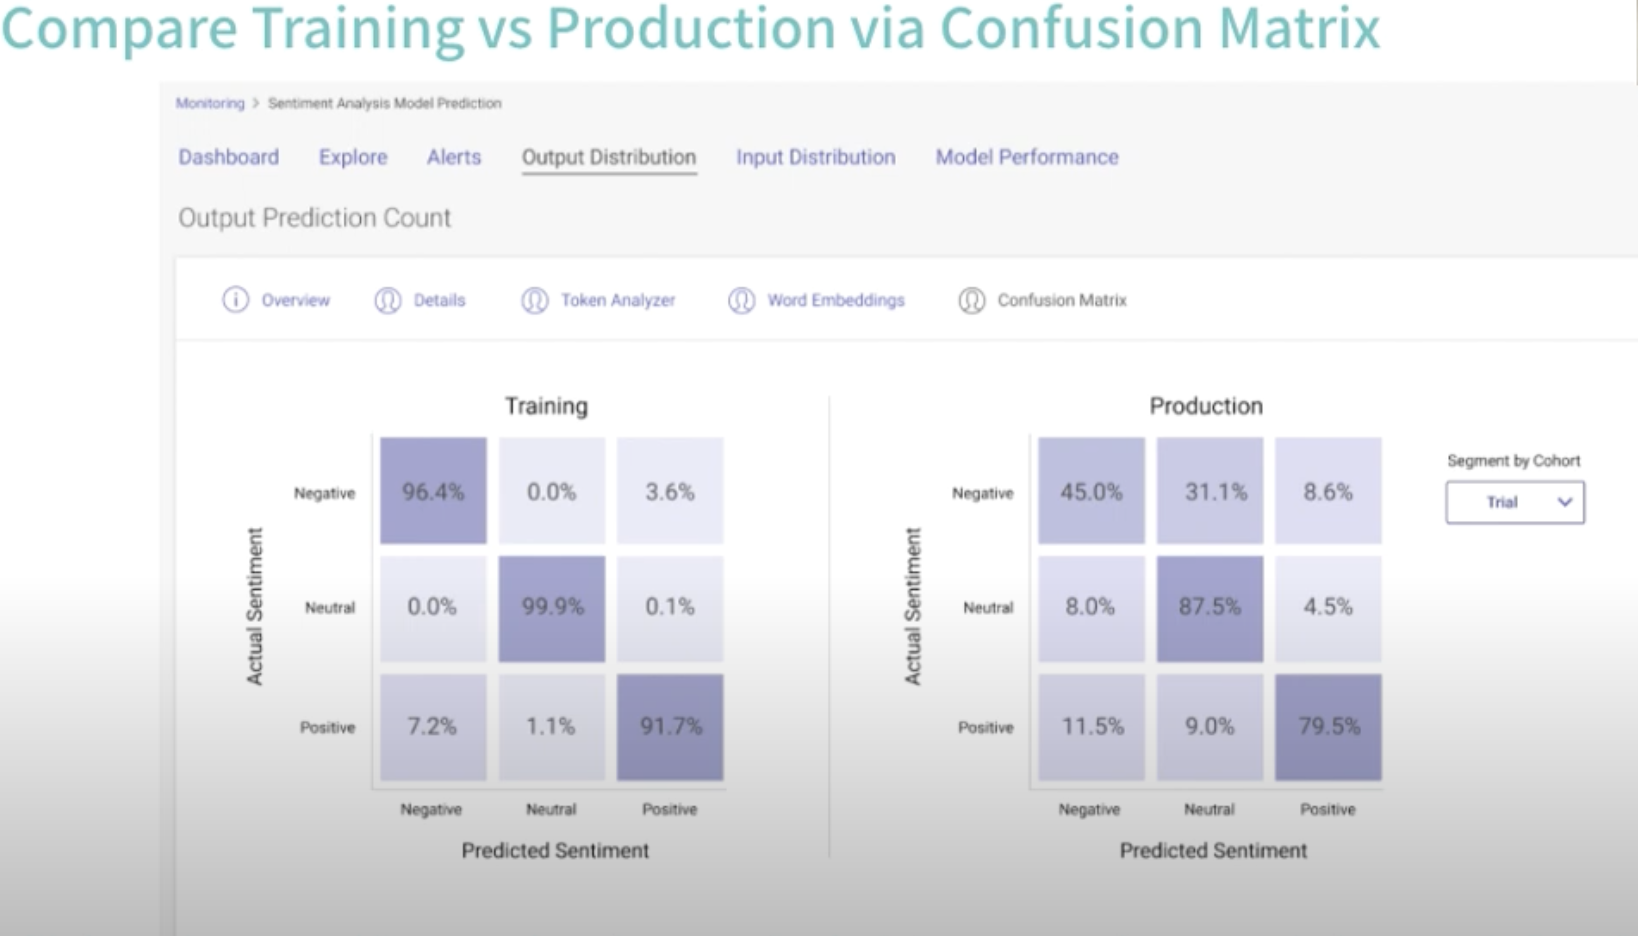 Compare Training vs Production via Confusion Matrix
Monitoring > Sentiment Analysis Model Prediction
Dashboard Explore Alerts Output Distribution Input Distribution Model Performance
Output Prediction Count
Overview Details Token Analyzer Word Embeddings Confusion Matrix
Training
Actual Sentiment
Negative 96.4% 0.0% 3.6%
Neutral 0.0% 99.9% 0.1%
Positive 7.2% 1.1% 91.7%
Negative Neutral Positive
Predicted Sentiment
Production
Actual Sentiment
Negative 45.0% 31.1% 8.6%
Neutral 8.0% 87.5% 4.5%
Positive 11.5% 9.0% 79.5%
Negative Neutral Positive
Predicted Sentiment
Segment by Cohort
Trial